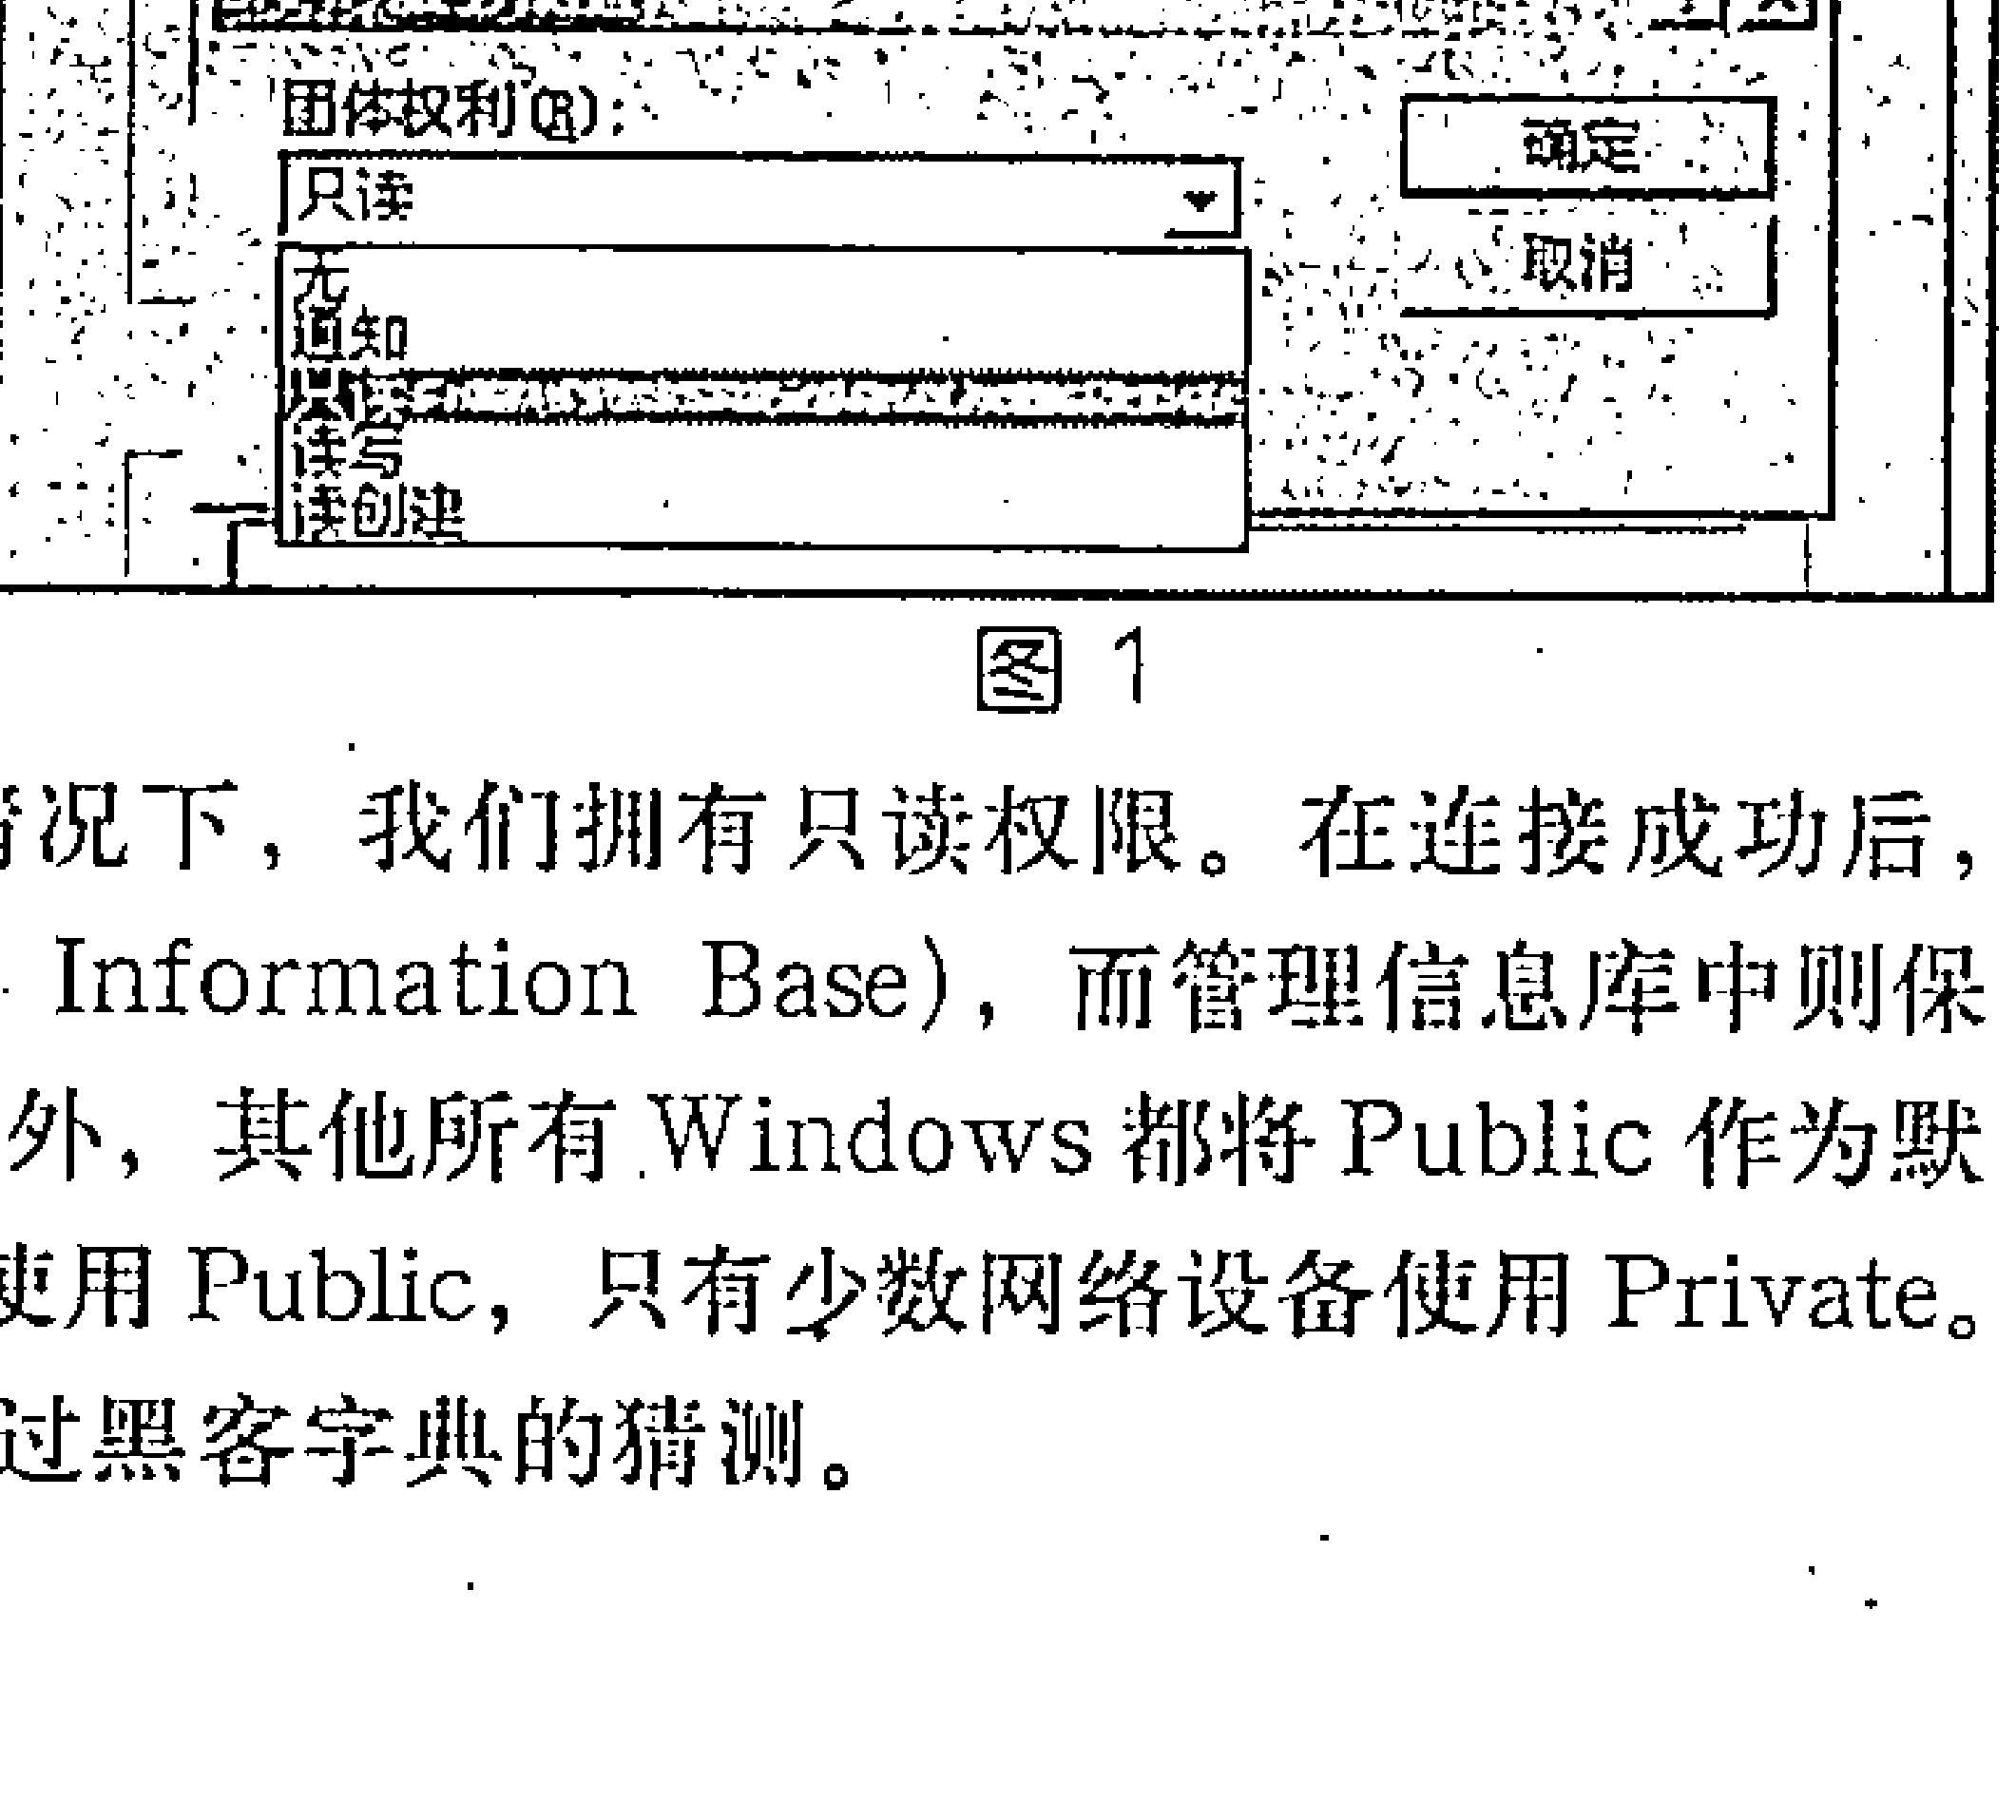 团体权利(R):
确定
只读
取消
无
通知
只读
读写
读创建
图 1
情况下，我们拥有只读权限。在连接成功后，
Information Base)，而管理信息库中则保
外，其他所有 Windows 都将 Public 作为默
使用 Public，只有少数网络设备使用 Private。
过黑客字典的猜测。